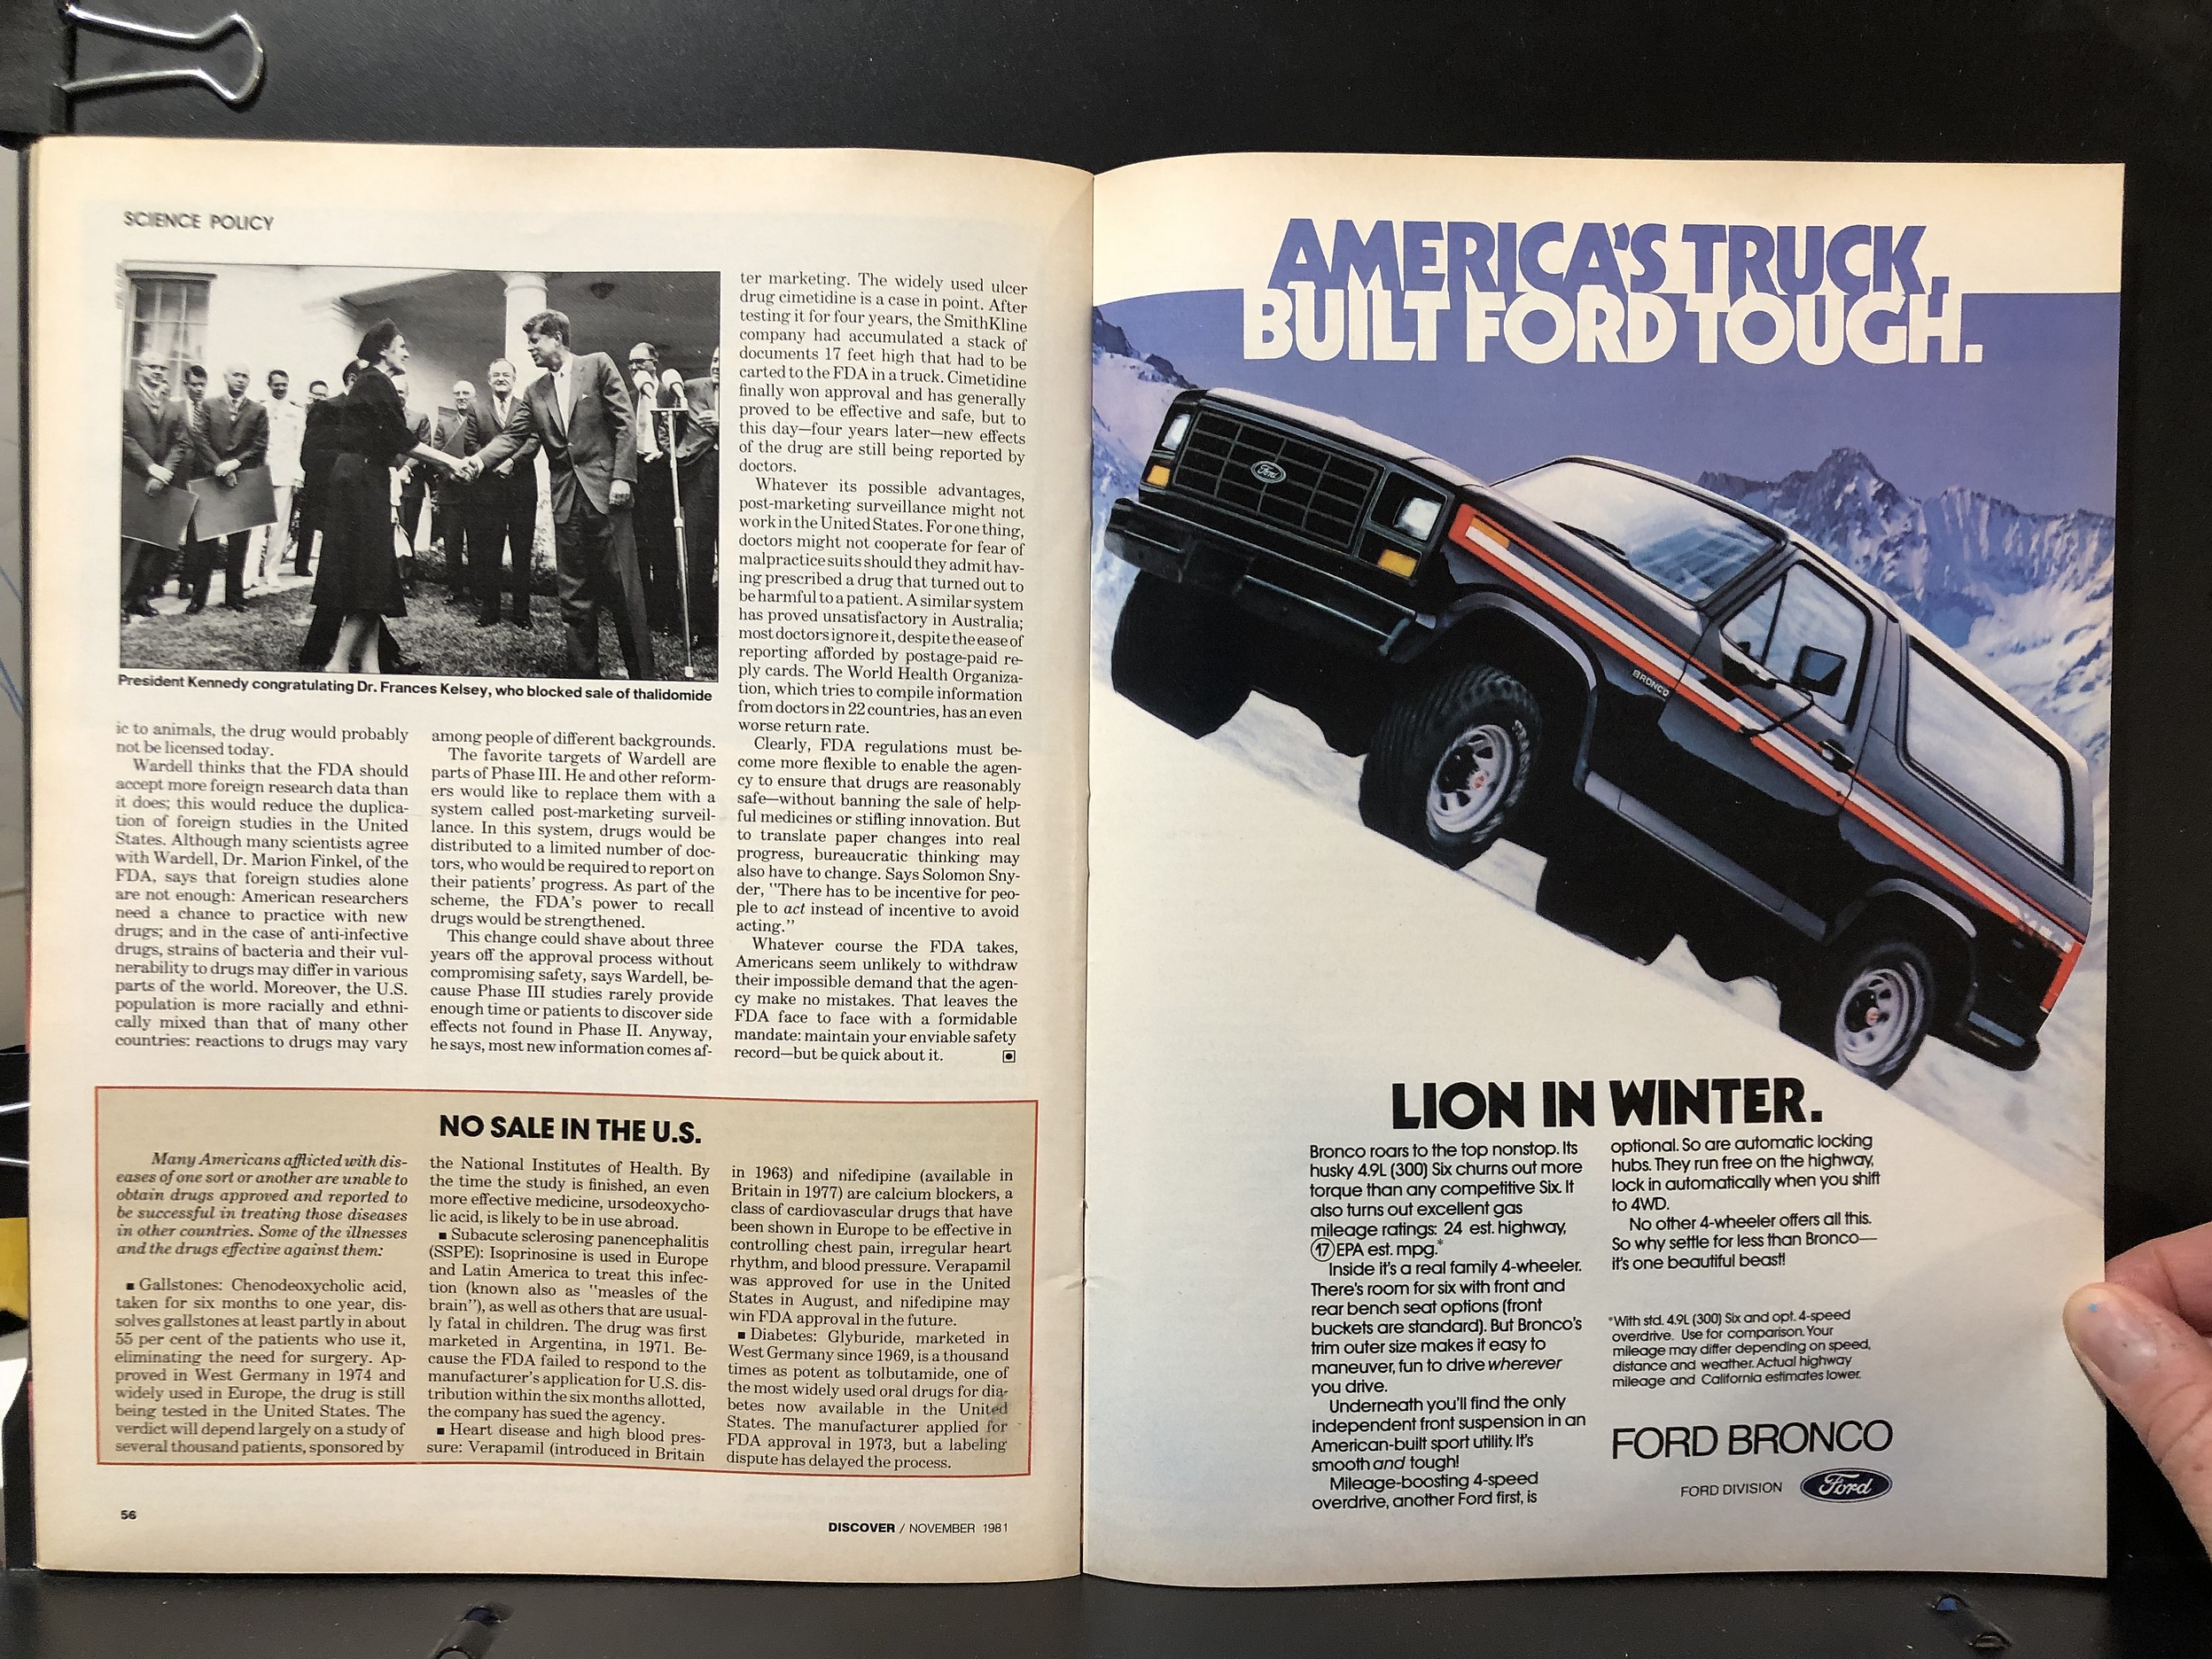 SCIENCE POLICY
President Kennedy congratulating Dr. Frances Kelsey, who blocked sale of thalidomide
ic to animals, the drug would probably
not be licensed today.
Wardell thinks that the FDA should
accept more foreign research data than
it does; this would reduce the duplica-
tion of foreign studies in the United
States. Although many scientists agree
with Wardell, Dr. Marion Finkel, of the
FDA, says that foreign studies alone
are not enough: American researchers
need a chance to practice with new
drugs; and in the case of anti-infective
drugs, strains of bacteria and their vul-
nerability to drugs may differ in various
parts of the world. Moreover, the U.S.
population is more racially and ethni-
cally mixed than that of many other
countries: reactions to drugs may vary
among people of different backgrounds.
The favorite targets of Wardell are
parts of Phase III. He and other reform-
ers would like to replace them with a
system called post-marketing surveil-
lance. In this system, drugs would be
distributed to a limited number of doc-
tors, who would be required to report on
their patients' progress. As part of the
scheme, the FDA's power to recall
drugs would be strengthened.
This change could shave about three
years off the approval process without
compromising safety, says Wardell, be-
cause Phase III studies rarely provide
enough time or patients to discover side
effects not found in Phase II. Anyway,
he says, most new information comes af-
ter marketing. The widely used ulcer
drug cimetidine is a case in point. After
testing it for four years, the SmithKline
company had accumulated a stack of
documents 17 feet high that had to be
carted to the FDA in a truck. Cimetidine
finally won approval and has generally
proved to be effective and safe, but to
this day—four years later—new effects
of the drug are still being reported by
doctors.
Whatever its possible advantages,
post-marketing surveillance might not
work in the United States. For one thing,
doctors might not cooperate for fear of
malpractice suits should they admit hav-
ing prescribed a drug that turned out to
be harmful to a patient. A similar system
has proved unsatisfactory in Australia;
most doctors ignore it, despite the ease of
reporting afforded by postage-paid re-
ply cards. The World Health Organiza-
tion, which tries to compile information
from doctors in 22 countries, has an even
worse return rate.
Clearly, FDA regulations must be-
come more flexible to enable the agen-
cy to ensure that drugs are reasonably
safe—without banning the sale of help-
ful medicines or stifling innovation. But
to translate paper changes into real
progress, bureaucratic thinking may
also have to change. Says Solomon Sny-
der, "There has to be incentive for peo-
ple to act instead of incentive to avoid
acting."
Whatever course the FDA takes,
Americans seem unlikely to withdraw
their impossible demand that the agen-
cy make no mistakes. That leaves the
FDA face to face with a formidable
mandate: maintain your enviable safety
record—but be quick about it.
NO SALE IN THE U.S.
Many Americans afflicted with dis-
eases of one sort or another are unable to
obtain drugs approved and reported to
be successful in treating those diseases
in other countries. Some of the illnesses
and the drugs effective against them:
■ Gallstones: Chenodeoxycholic acid,
taken for six months to one year, dis-
solves gallstones at least partly in about
55 per cent of the patients who use it,
eliminating the need for surgery. Ap-
proved in West Germany in 1974 and
widely used in Europe, the drug is still
being tested in the United States. The
verdict will depend largely on a study of
several thousand patients, sponsored by
the National Institutes of Health. By
the time the study is finished, an even
more effective medicine, ursodeoxycho-
lic acid, is likely to be in use abroad.
■ Subacute sclerosing panencephalitis
(SSPE): Isoprinosine is used in Europe
and Latin America to treat this infec-
tion (known also as "measles of the
brain"), as well as others that are usual-
ly fatal in children. The drug was first
marketed in Argentina, in 1971. Be-
cause the FDA failed to respond to the
manufacturer's application for U.S. dis-
tribution within the six months allotted,
the company has sued the agency.
■ Heart disease and high blood pres-
sure: Verapamil (introduced in Britain
in 1963) and nifedipine (available in
Britain in 1977) are calcium blockers, a
class of cardiovascular drugs that have
been shown in Europe to be effective in
controlling chest pain, irregular heart
rhythm, and blood pressure. Verapamil
was approved for use in the United
States in August, and nifedipine may
win FDA approval in the future.
■ Diabetes: Glyburide, marketed in
West Germany since 1969, is a thousand
times as potent as tolbutamide, one of
the most widely used oral drugs for dia-
betes now available in the United
States. The manufacturer applied for
FDA approval in 1973, but a labeling
dispute has delayed the process.
56
DISCOVER / NOVEMBER 1981
AMERICA'S TRUCK,
BUILT FORD TOUGH.
Ford
BRONCO
LION IN WINTER.
Bronco roars to the top nonstop. Its
husky 4.9L (300) Six churns out more
torque than any competitive Six. It
also turns out excellent gas
mileage ratings: 24 est. highway,
17 EPA est. mpg.*
Inside it's a real family 4-wheeler.
There's room for six with front and
rear bench seat options (front
buckets are standard). But Bronco's
trim outer size makes it easy to
maneuver, fun to drive wherever
you drive.
Underneath you'll find the only
independent front suspension in an
American-built sport utility. It's
smooth and tough!
Mileage-boosting 4-speed
overdrive, another Ford first, is
optional. So are automatic locking
hubs. They run free on the highway,
lock in automatically when you shift
to 4WD.
No other 4-wheeler offers all this.
So why settle for less than Bronco—
it's one beautiful beast!
*With std. 4.9L (300) Six and opt. 4-speed
overdrive. Use for comparison. Your
mileage may differ depending on speed,
distance and weather. Actual highway
mileage and California estimates lower.
FORD BRONCO
FORD DIVISION
Ford